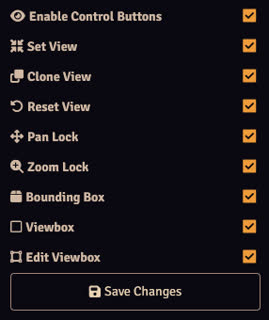 Enable Control Buttons
Set View
Clone View
Reset View
Pan Lock
Zoom Lock
Bounding Box
Viewbox
Edit Viewbox
Save Changes